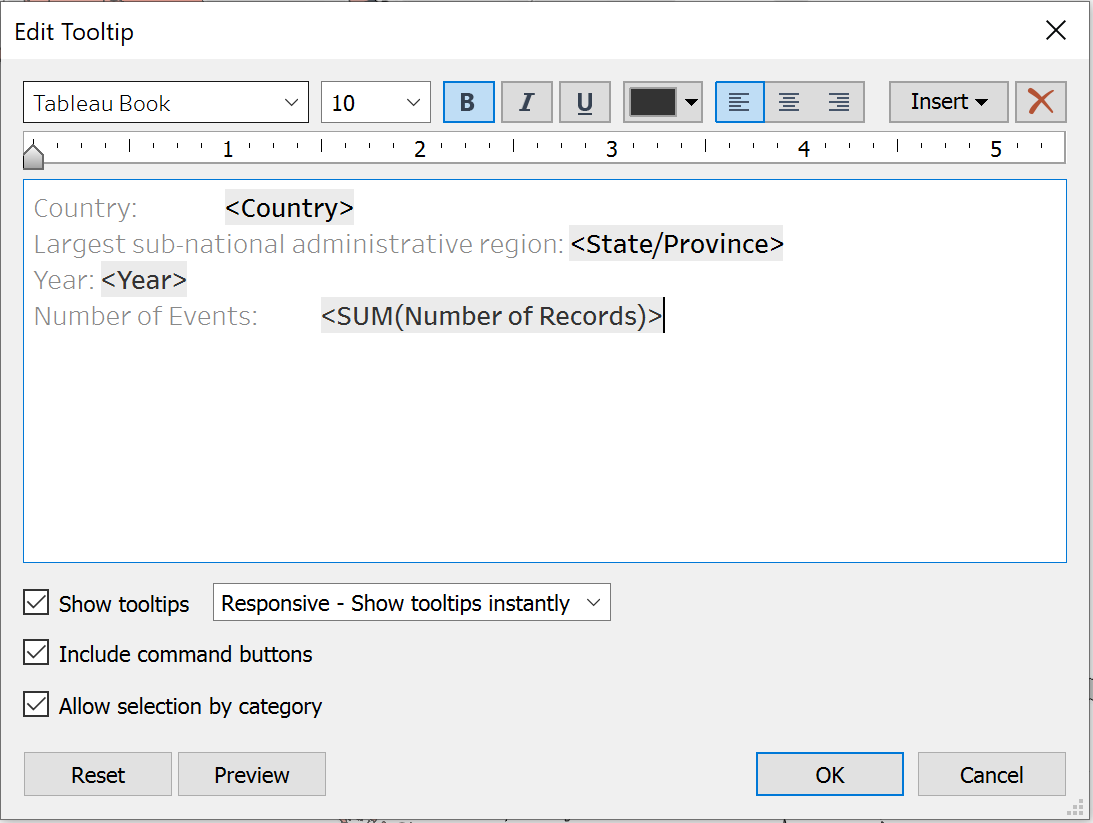 Edit Tooltip
Tableau Book 10 B I U Insert
1 2 3 4 5
Country: <Country>
Largest sub-national administrative region: <State/Province>
Year: <Year>
Number of Events: <SUM(Number of Records)>
Show tooltips Responsive - Show tooltips instantly
Include command buttons
Allow selection by category
Reset Preview OK Cancel